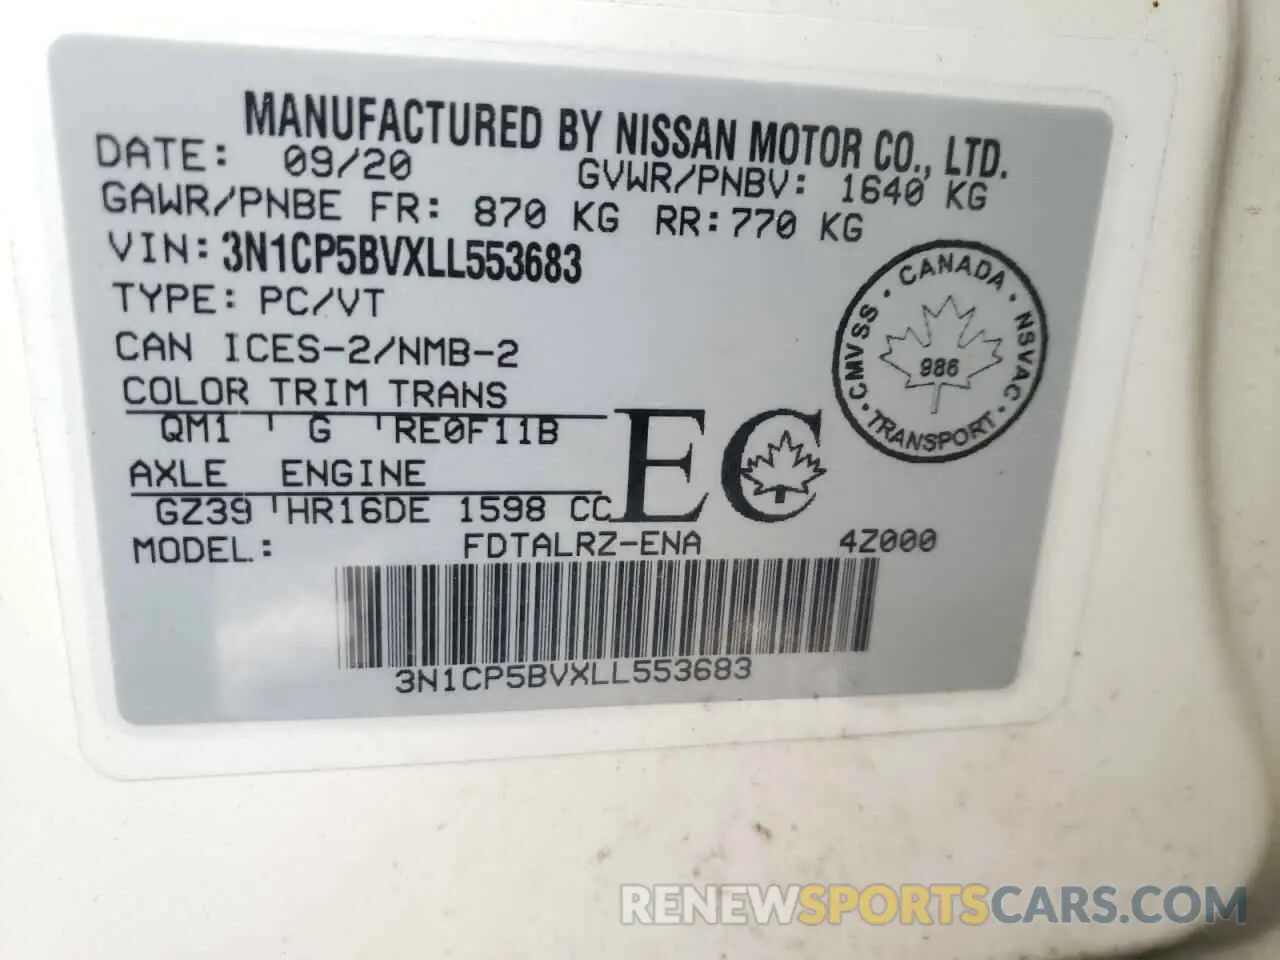 MANUFACTURED BY NISSAN MOTOR CO., LTD.
DATE: 09/20 GVWR/PNBV: 1640 KG
GAWR/PNBE FR: 870 KG RR: 770 KG
VIN: 3N1CP5BVXLL553683
TYPE: PC/VT
CAN ICES-2/NMB-2
COLOR TRIM TRANS
QM1 ' G ' RE0F11B
AXLE ENGINE
GZ39 ' HR16DE 1598 CC
EC
MODEL: FDTALRZ-ENA 4Z000
3N1CP5BVXLL553683
CMVSS · CANADA · NSVAC · TRANSPORT ·
986
RENEWSPORTSCARS.COM